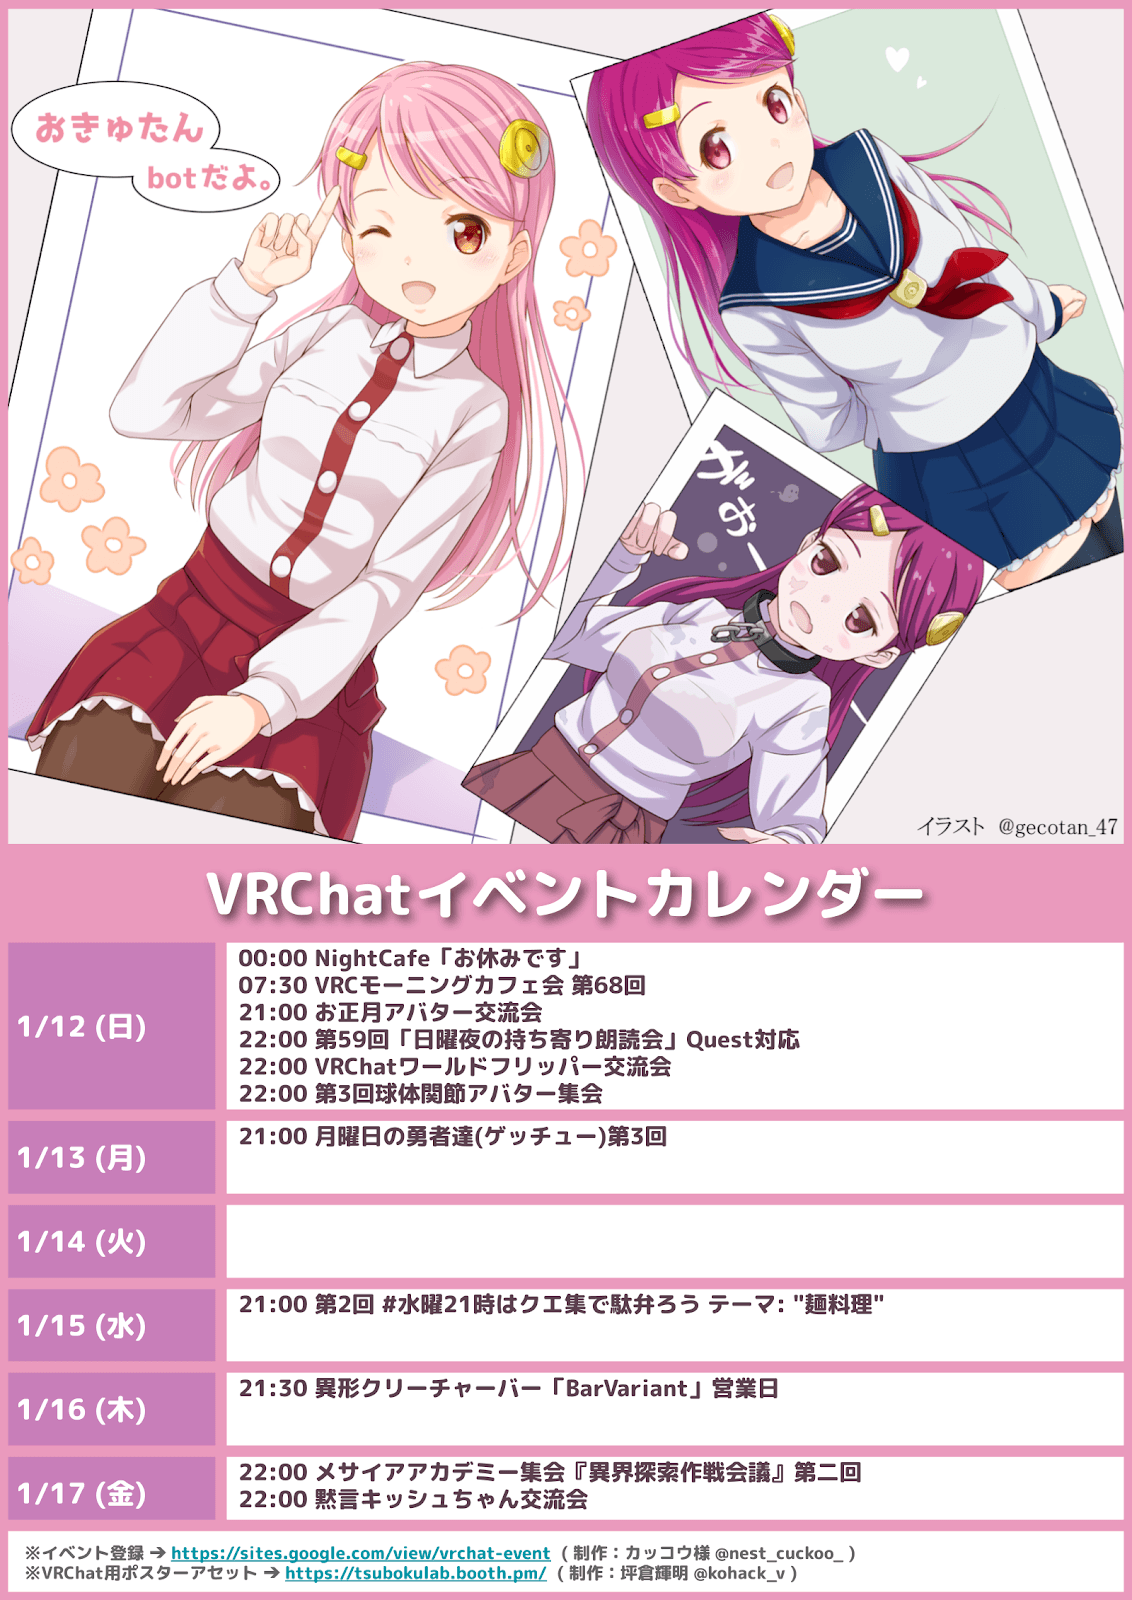 おきゅたん
botだよ。
がおー
イラスト @gecotan_47
VRChatイベントカレンダー
1/12 (日)
00:00 NightCafe「お休みです」
07:30 VRCモーニングカフェ会 第68回
21:00 お正月アバター交流会
22:00 第59回「日曜夜の持ち寄り朗読会」Quest対応
22:00 VRChatワールドフリッパー交流会
22:00 第3回球体関節アバター集会
1/13 (月)
21:00 月曜日の勇者達(ゲッチュー)第3回
1/14 (火)
1/15 (水)
21:00 第2回 #水曜21時はクエ集で駄弁ろう テーマ: "麺料理"
1/16 (木)
21:30 異形クリーチャーバー「BarVariant」営業日
1/17 (金)
22:00 メサイアアカデミー集会『異界探索作戦会議』第二回
22:00 黙言キッシュちゃん交流会
※イベント登録 → https://sites.google.com/view/vrchat-event ( 制作：カッコウ様 @nest_cuckoo_ )
※VRChat用ポスターアセット → https://tsubokulab.booth.pm/ ( 制作：坪倉輝明 @kohack_v )